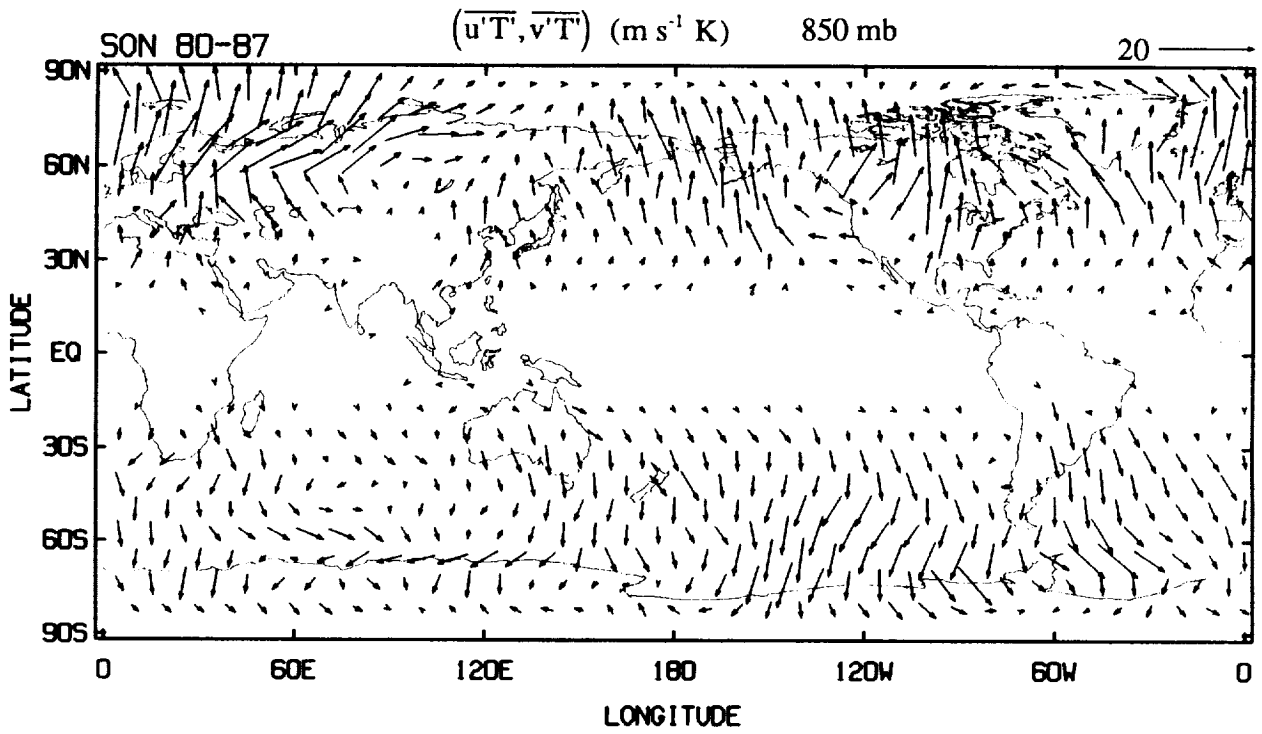 (u'T', v'T') (m s⁻¹ K) 850 mb
SON 80-87
20
90N
60N
30N
EQ
30S
60S
90S
LATITUDE
0 60E 120E 180 120W 60W 0
LONGITUDE